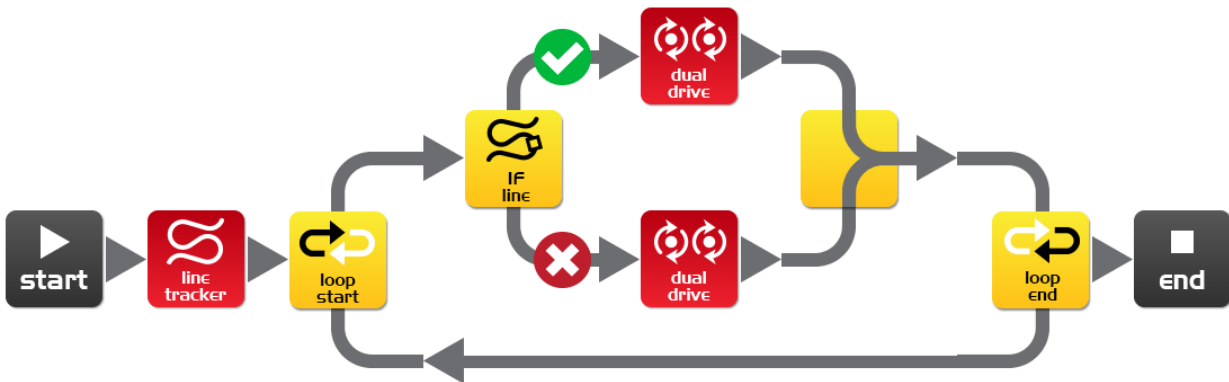 start
line
tracker
loop
start
IF
line
dual
drive
dual
drive
loop
end
end